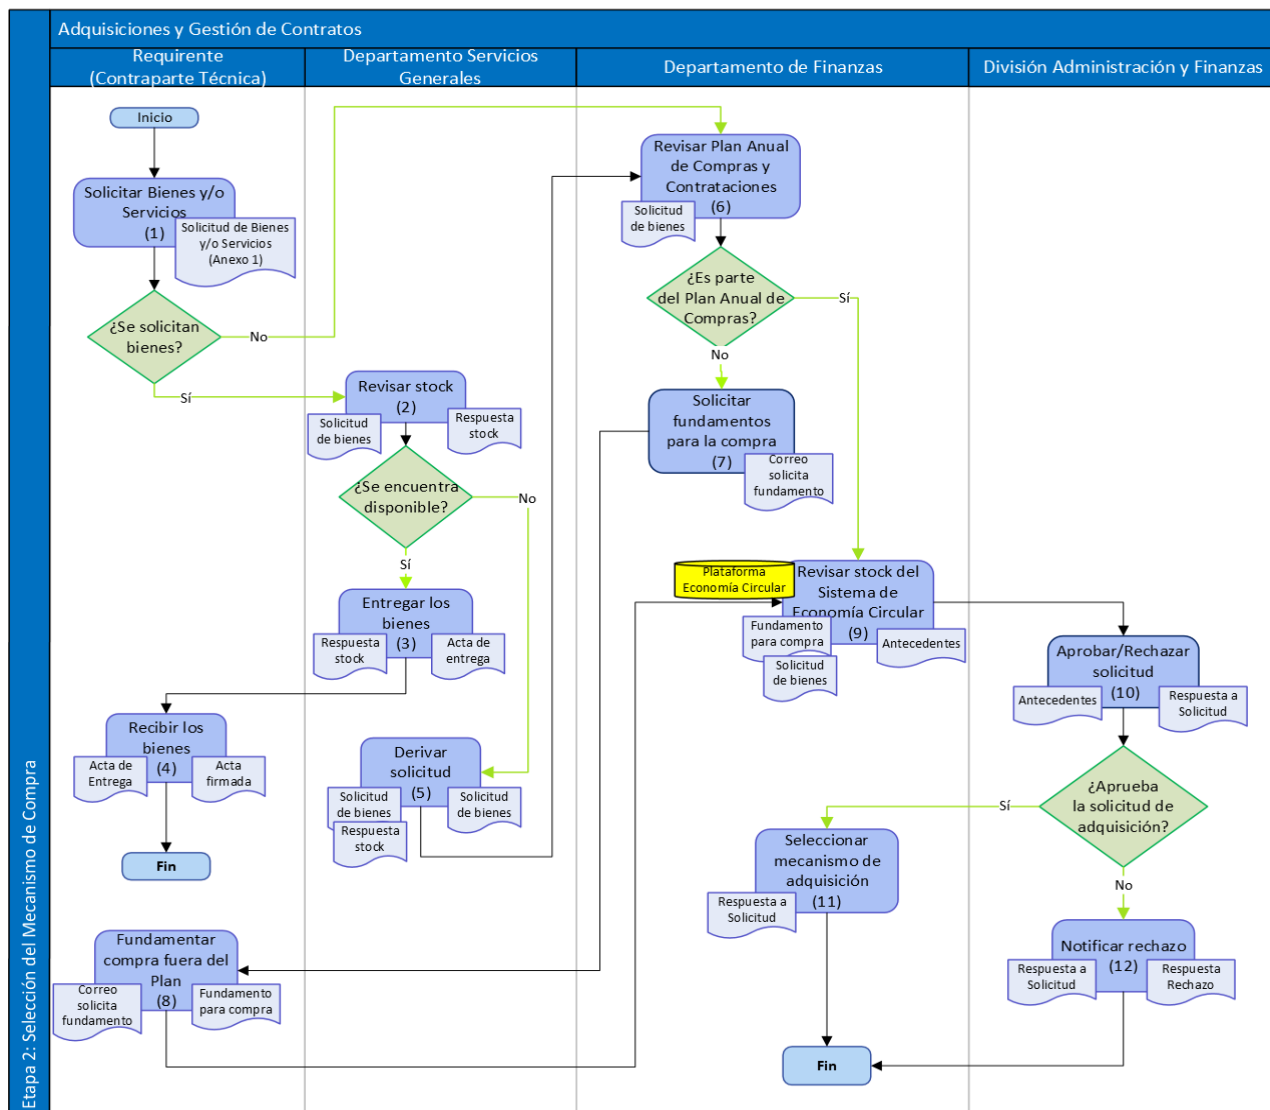 Adquisiciones y Gestión de Contratos
Requirente
(Contraparte Técnica)
Departamento Servicios
Generales
Departamento de Finanzas
División Administración y Finanzas
Etapa 2: Selección del Mecanismo de Compra
Inicio
Solicitar Bienes y/o
Servicios
(1)
Solicitud de Bienes
y/o Servicios
(Anexo 1)
¿Se solicitan
bienes?
No
Sí
Revisar stock
(2)
Solicitud
de bienes
Respuesta
stock
¿Se encuentra
disponible?
No
Sí
Entregar los
bienes
(3)
Respuesta
stock
Acta de
entrega
Recibir los
bienes
(4)
Acta de
Entrega
Acta
firmada
Fin
Derivar
solicitud
(5)
Solicitud
de bienes
Respuesta
stock
Solicitud
de bienes
Revisar Plan Anual
de Compras y
Contrataciones
(6)
Solicitud
de bienes
¿Es parte
del Plan Anual de
Compras?
Sí
No
Solicitar
fundamentos
para la compra
(7)
Correo
solicita
fundamento
Fundamentar
compra fuera del
Plan
(8)
Correo
solicita
fundamento
Fundamento
para compra
Plataforma
Economía Circular
Revisar stock del
Sistema de
Economía Circular
(9)
Fundamento
para compra
Solicitud
de bienes
Antecedentes
Aprobar/Rechazar
solicitud
(10)
Antecedentes
Respuesta a
Solicitud
¿Aprueba
la solicitud de
adquisición?
Sí
No
Seleccionar
mecanismo de
adquisición
(11)
Respuesta a
Solicitud
Notificar rechazo
(12)
Respuesta a
Solicitud
Respuesta
Rechazo
Fin